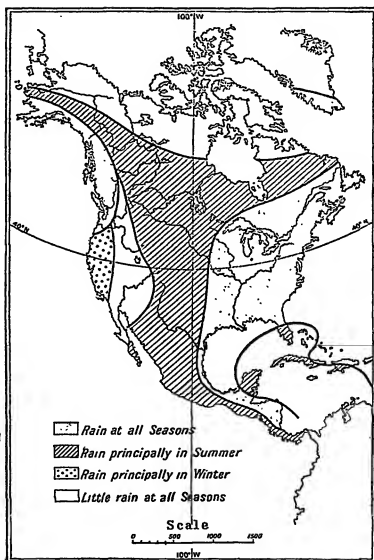 100° W
40° N
40° N
Rain at all Seasons
Rain principally in Summer
Rain principally in Winter
Little rain at all Seasons
Scale
0 500 1000 1500
100° W